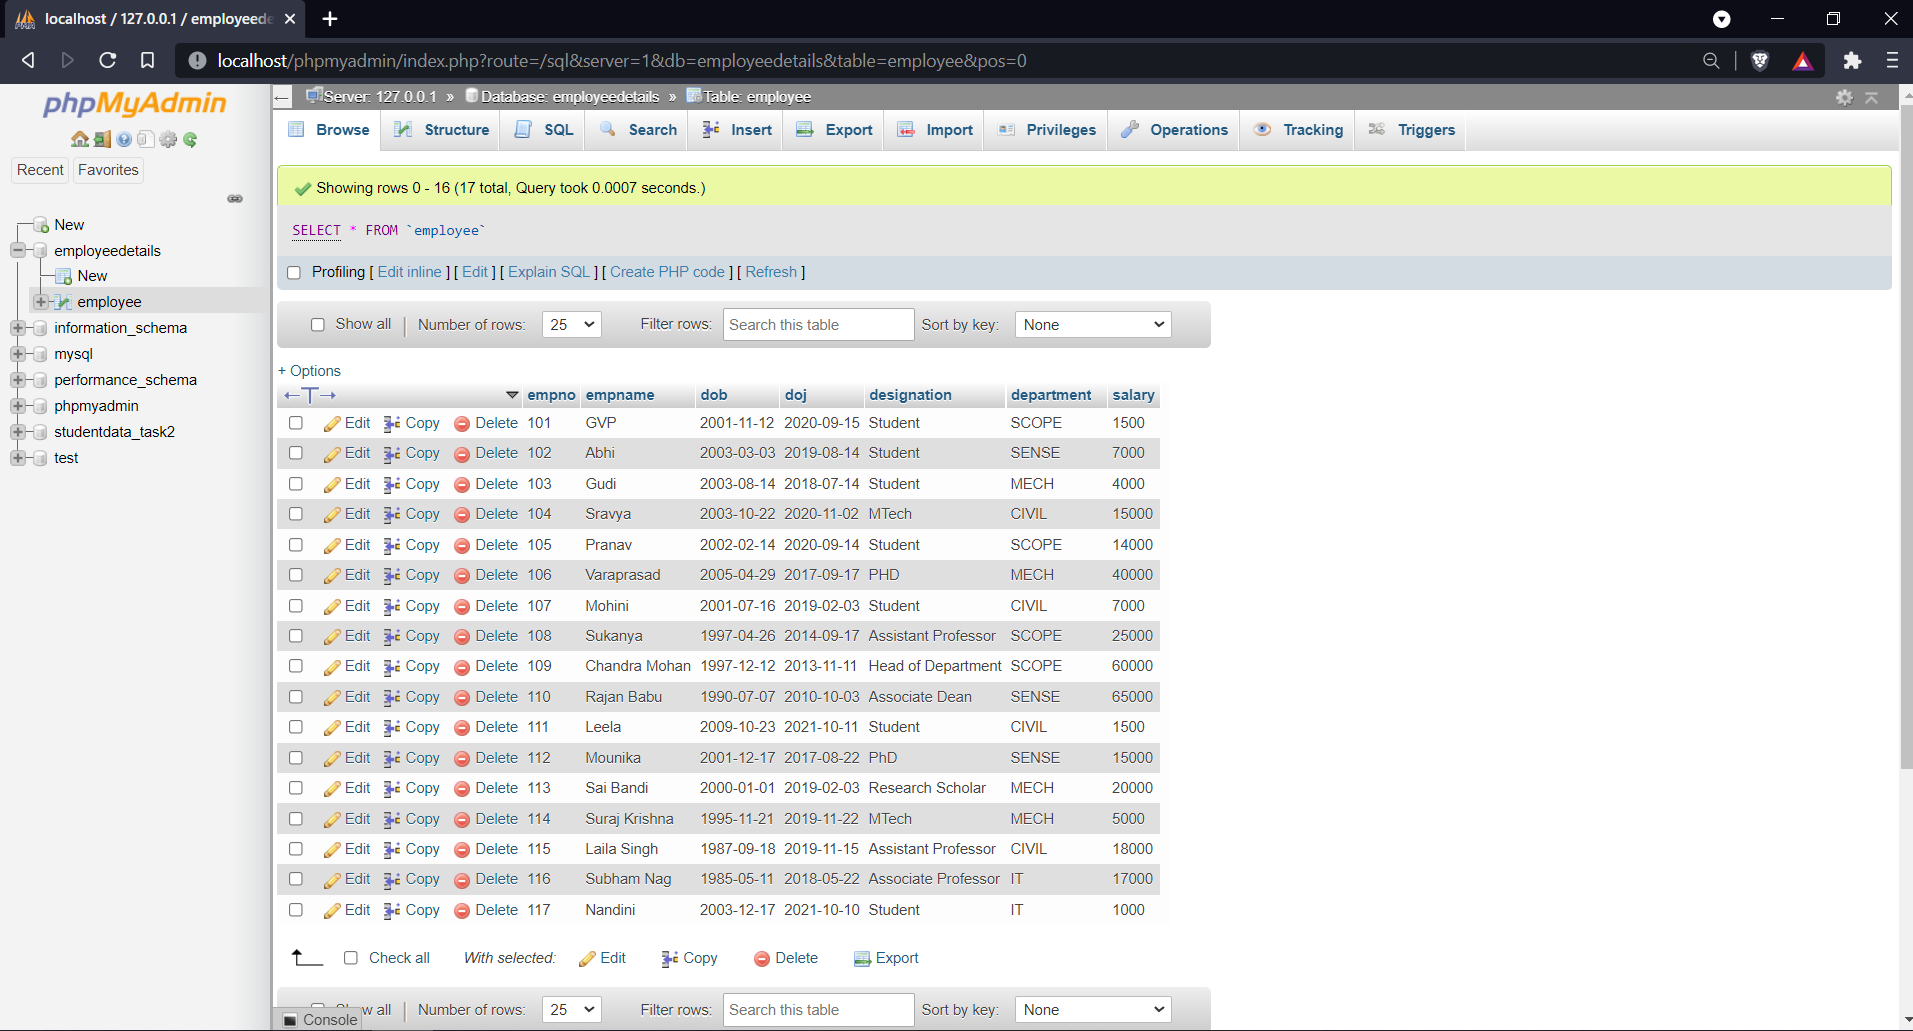 localhost / 127.0.0.1 / employeede
localhost/phpmyadmin/index.php?route=/sql&server=1&db=employeedetails&table=employee&pos=0
phpMyAdmin
Recent Favorites
New
employeedetails
New
employee
information_schema
mysql
performance_schema
phpmyadmin
studentdata_task2
test
Server: 127.0.0.1 » Database: employeedetails » Table: employee
Browse Structure SQL Search Insert Export Import Privileges Operations Tracking Triggers
Showing rows 0 - 16 (17 total, Query took 0.0007 seconds.)
SELECT * FROM `employee`
Profiling [ Edit inline ] [ Edit ] [ Explain SQL ] [ Create PHP code ] [ Refresh ]
Show all Number of rows: 25 Filter rows: Search this table Sort by key: None
+ Options
empno empname dob doj designation department salary
Edit Copy Delete 101 GVP 2001-11-12 2020-09-15 Student SCOPE 1500
Edit Copy Delete 102 Abhi 2003-03-03 2019-08-14 Student SENSE 7000
Edit Copy Delete 103 Gudi 2003-08-14 2018-07-14 Student MECH 4000
Edit Copy Delete 104 Sravya 2003-10-22 2020-11-02 MTech CIVIL 15000
Edit Copy Delete 105 Pranav 2002-02-14 2020-09-14 Student SCOPE 14000
Edit Copy Delete 106 Varaprasad 2005-04-29 2017-09-17 PHD MECH 40000
Edit Copy Delete 107 Mohini 2001-07-16 2019-02-03 Student CIVIL 7000
Edit Copy Delete 108 Sukanya 1997-04-26 2014-09-17 Assistant Professor SCOPE 25000
Edit Copy Delete 109 Chandra Mohan 1997-12-12 2013-11-11 Head of Department SCOPE 60000
Edit Copy Delete 110 Rajan Babu 1990-07-07 2010-10-03 Associate Dean SENSE 65000
Edit Copy Delete 111 Leela 2009-10-23 2021-10-11 Student CIVIL 1500
Edit Copy Delete 112 Mounika 2001-12-17 2017-08-22 PhD SENSE 15000
Edit Copy Delete 113 Sai Bandi 2000-01-01 2019-02-03 Research Scholar MECH 20000
Edit Copy Delete 114 Suraj Krishna 1995-11-21 2019-11-22 MTech MECH 5000
Edit Copy Delete 115 Laila Singh 1987-09-18 2019-11-15 Assistant Professor CIVIL 18000
Edit Copy Delete 116 Subham Nag 1985-05-11 2018-05-22 Associate Professor IT 17000
Edit Copy Delete 117 Nandini 2003-12-17 2021-10-10 Student IT 1000
Check all With selected: Edit Copy Delete Export
Show all Number of rows: 25 Filter rows: Search this table Sort by key: None
Console